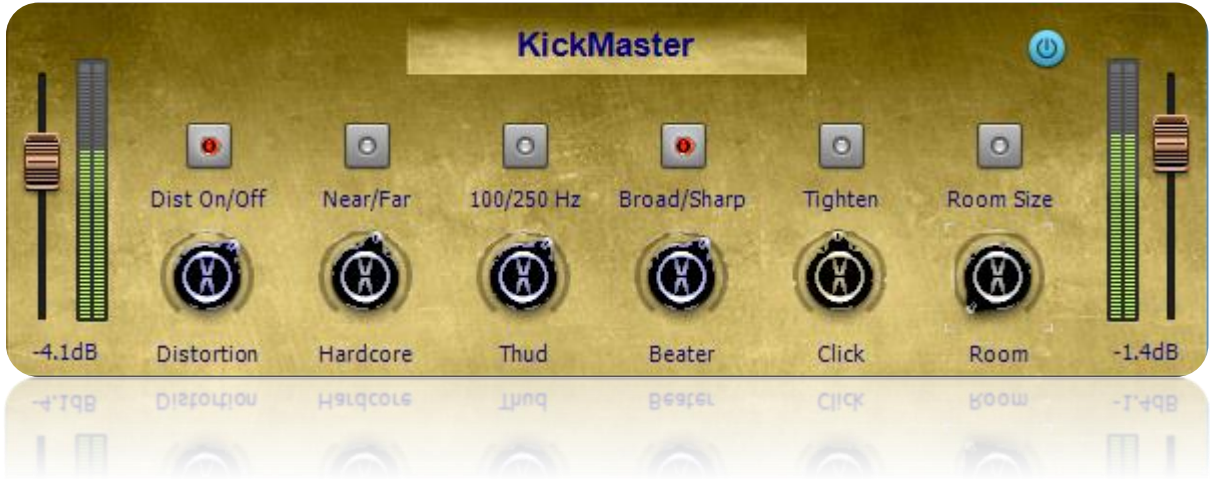 KickMaster
Dist On/Off
Near/Far
100/250 Hz
Broad/Sharp
Tighten
Room Size
-4.1dB
Distortion
Hardcore
Thud
Beater
Click
Room
-1.4dB